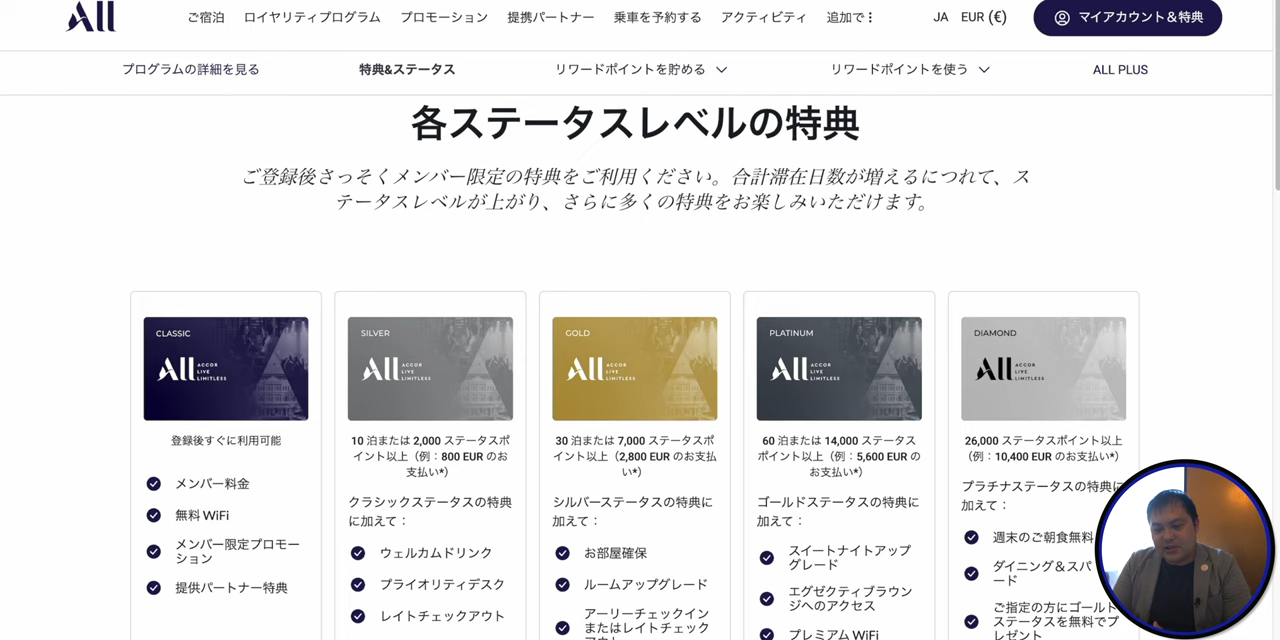 ALL
ご宿泊 ロイヤリティプログラム プロモーション 提携パートナー 乗車を予約する アクティビティ 追加で JA EUR (€) マイアカウント＆特典
プログラムの詳細を見る 特典&ステータス リワードポイントを貯める リワードポイントを使う ALL PLUS
各ステータスレベルの特典
ご登録後さっそくメンバー限定の特典をご利用ください。合計滞在日数が増えるにつれて、ス
テータスレベルが上がり、さらに多くの特典をお楽しみいただけます。
CLASSIC
ALL ACCOR
LIVE
LIMITLESS
登録後すぐに利用可能
メンバー料金
無料 WiFi
メンバー限定プロモー
ション
提供パートナー特典
SILVER
ALL ACCOR
LIVE
LIMITLESS
10 泊または 2,000 ステータスポ
イント以上（例：800 EUR のお
支払い*）
クラシックステータスの特典
に加えて：
ウェルカムドリンク
プライオリティデスク
レイトチェックアウト
GOLD
ALL ACCOR
LIVE
LIMITLESS
30 泊または 7,000 ステータスポ
イント以上（2,800 EUR のお支払
い*）
シルバーステータスの特典に
加えて：
お部屋確保
ルームアップグレード
アーリーチェックイン
またはレイトチェック
PLATINUM
ALL ACCOR
LIVE
LIMITLESS
60 泊または 14,000 ステータス
ポイント以上（例：5,600 EUR の
お支払い*）
ゴールドステータスの特典に
加えて：
スイートナイトアップ
グレード
エグゼクティブラウン
ジへのアクセス
プレミアム WiFi
DIAMOND
ALL ACCOR
LIVE
LIMITLESS
26,000 ステータスポイント以上
（例：10,400 EUR のお支払い*）
プラチナステータスの特典に
加えて：
週末のご朝食無料
ダイニング＆スパ
ード
ご指定の方にゴールド
ステータスを無料でプ
レゼント